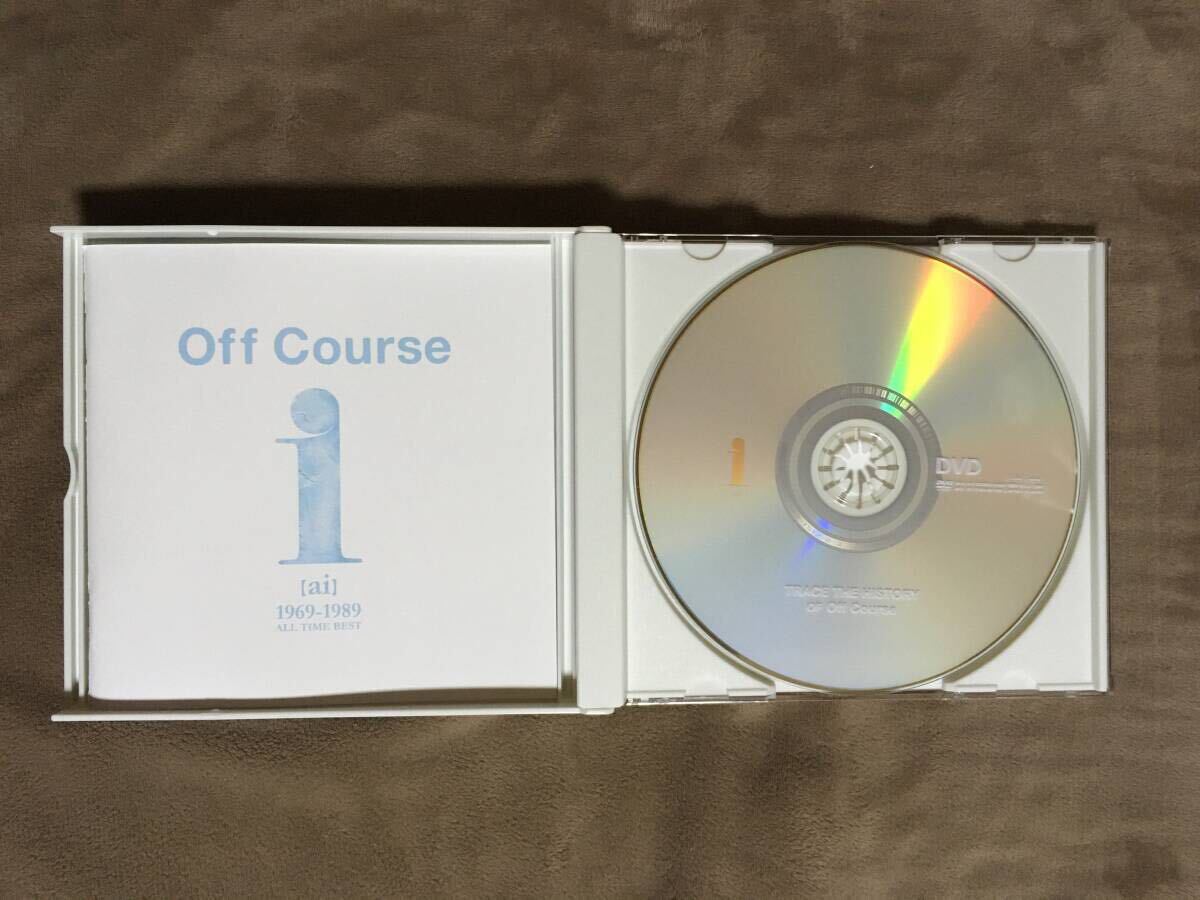 Off Course
i
【ai】
1969-1989
ALL TIME BEST
i
DVD
TRACE THE HISTORY
OF Off Course